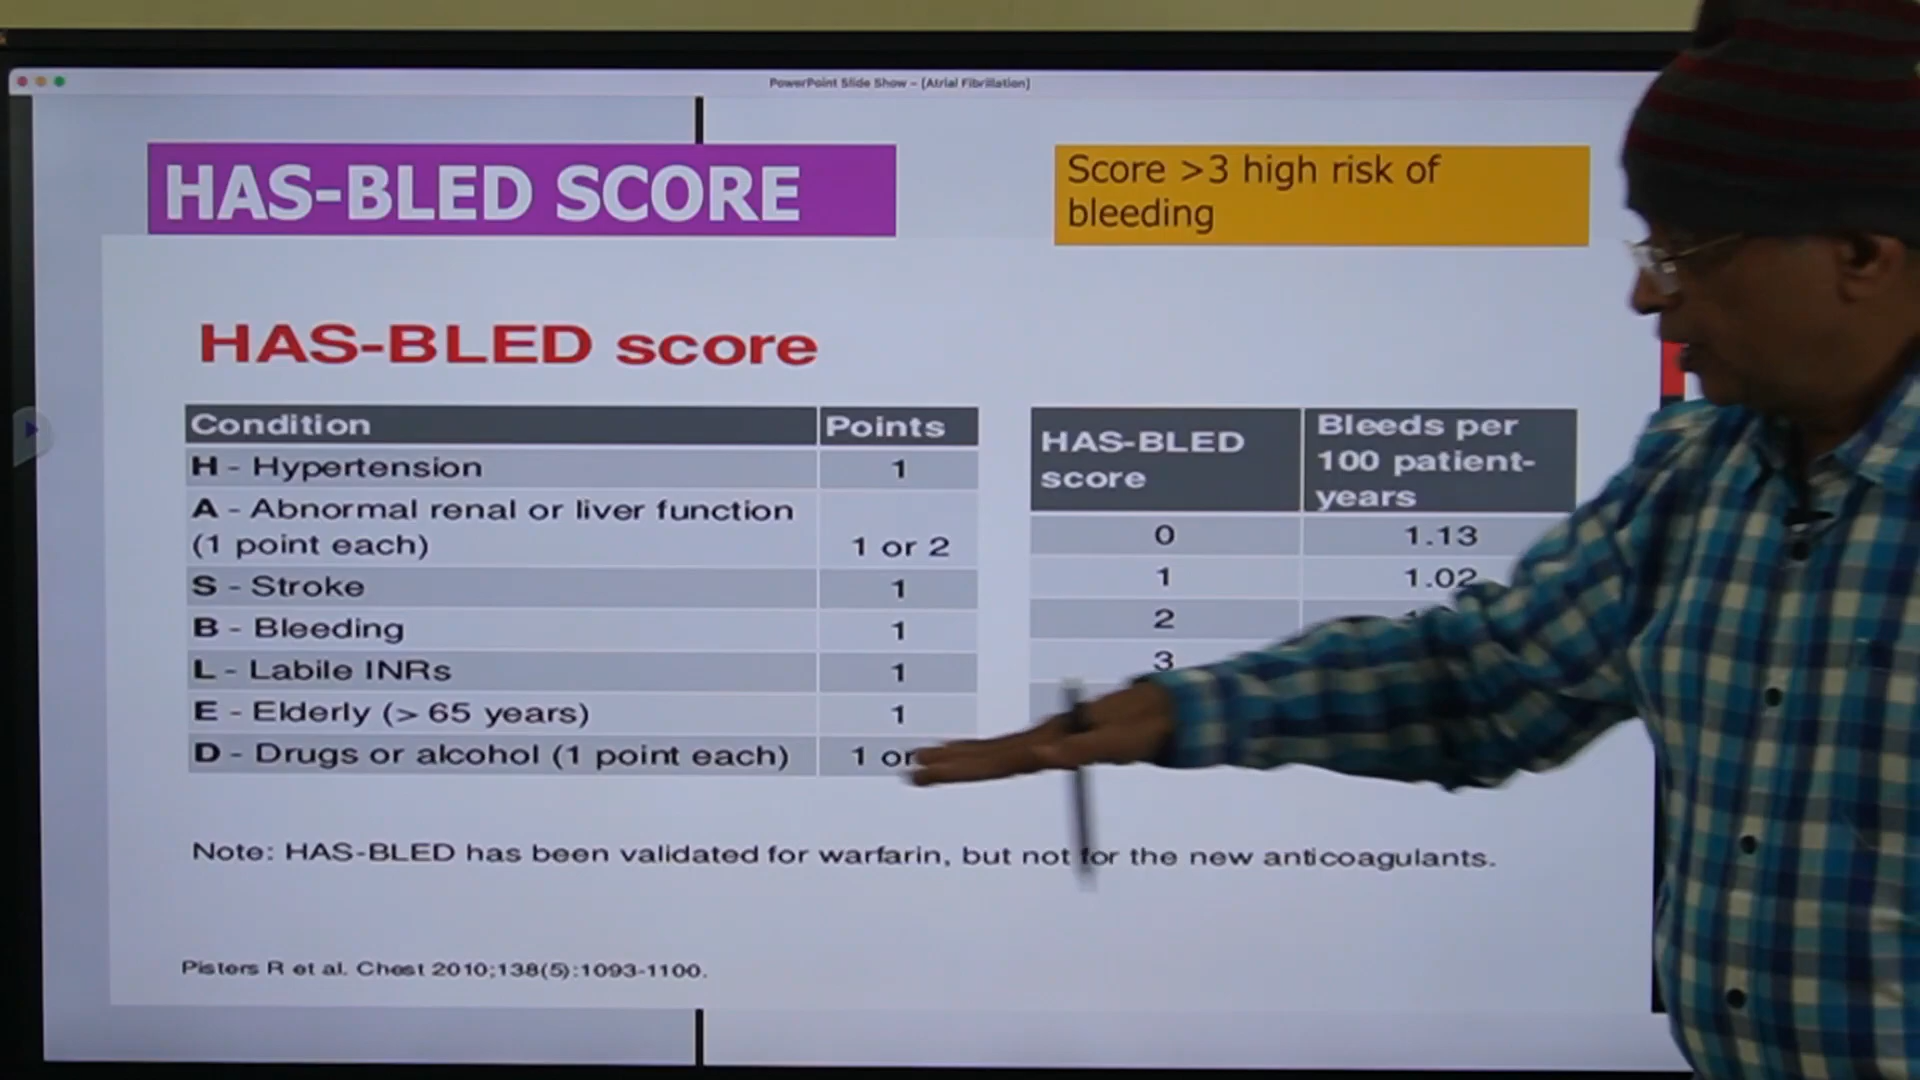 PowerPoint Slide Show – [Atrial Fibrillation]
HAS-BLED SCORE
Score >3 high risk of
bleeding
HAS-BLED score
Condition
Points
H - Hypertension
1
A - Abnormal renal or liver function
(1 point each)
1 or 2
S - Stroke
1
B - Bleeding
1
L - Labile INRs
1
E - Elderly (> 65 years)
1
D - Drugs or alcohol (1 point each)
1 or
HAS-BLED
score
Bleeds per
100 patient-
years
0
1.13
1
1.02
2
3
Note: HAS-BLED has been validated for warfarin, but not for the new anticoagulants.
Pisters R et al. Chest 2010;138(5):1093-1100.